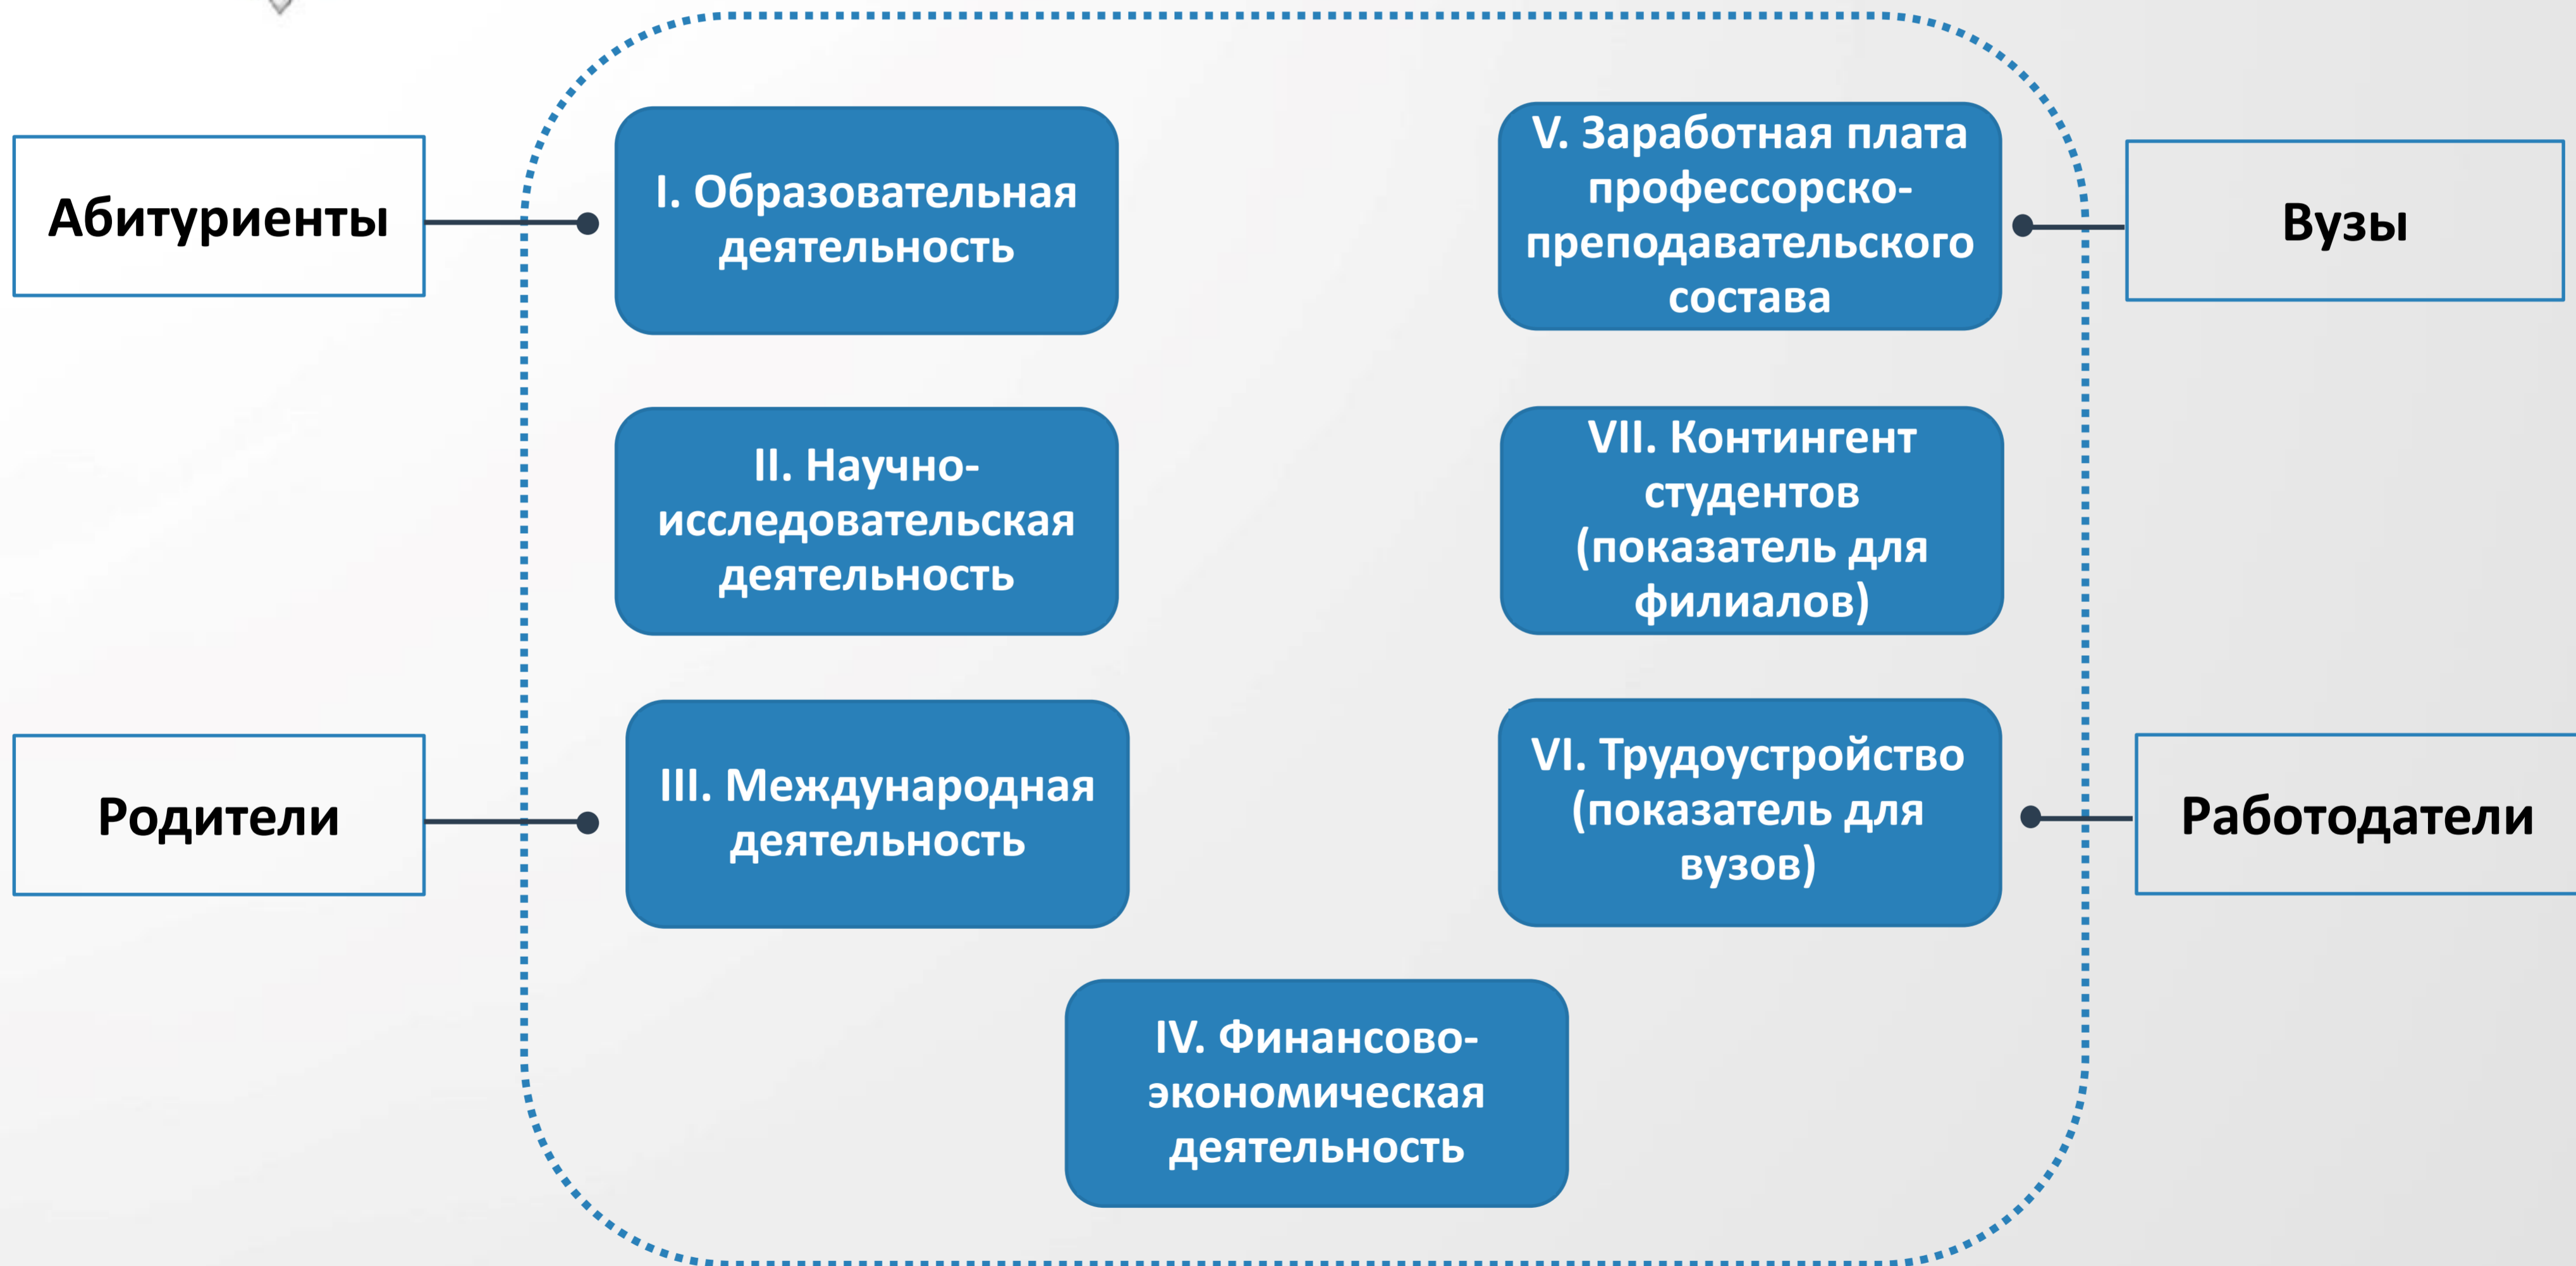 Абитуриенты
I. Образовательная
деятельность
V. Заработная плата
профессорско-
преподавательского
состава
Вузы
II. Научно-
исследовательская
деятельность
VII. Контингент
студентов
(показатель для
филиалов)
Родители
III. Международная
деятельность
VI. Трудоустройство
(показатель для
вузов)
Работодатели
IV. Финансово-
экономическая
деятельность